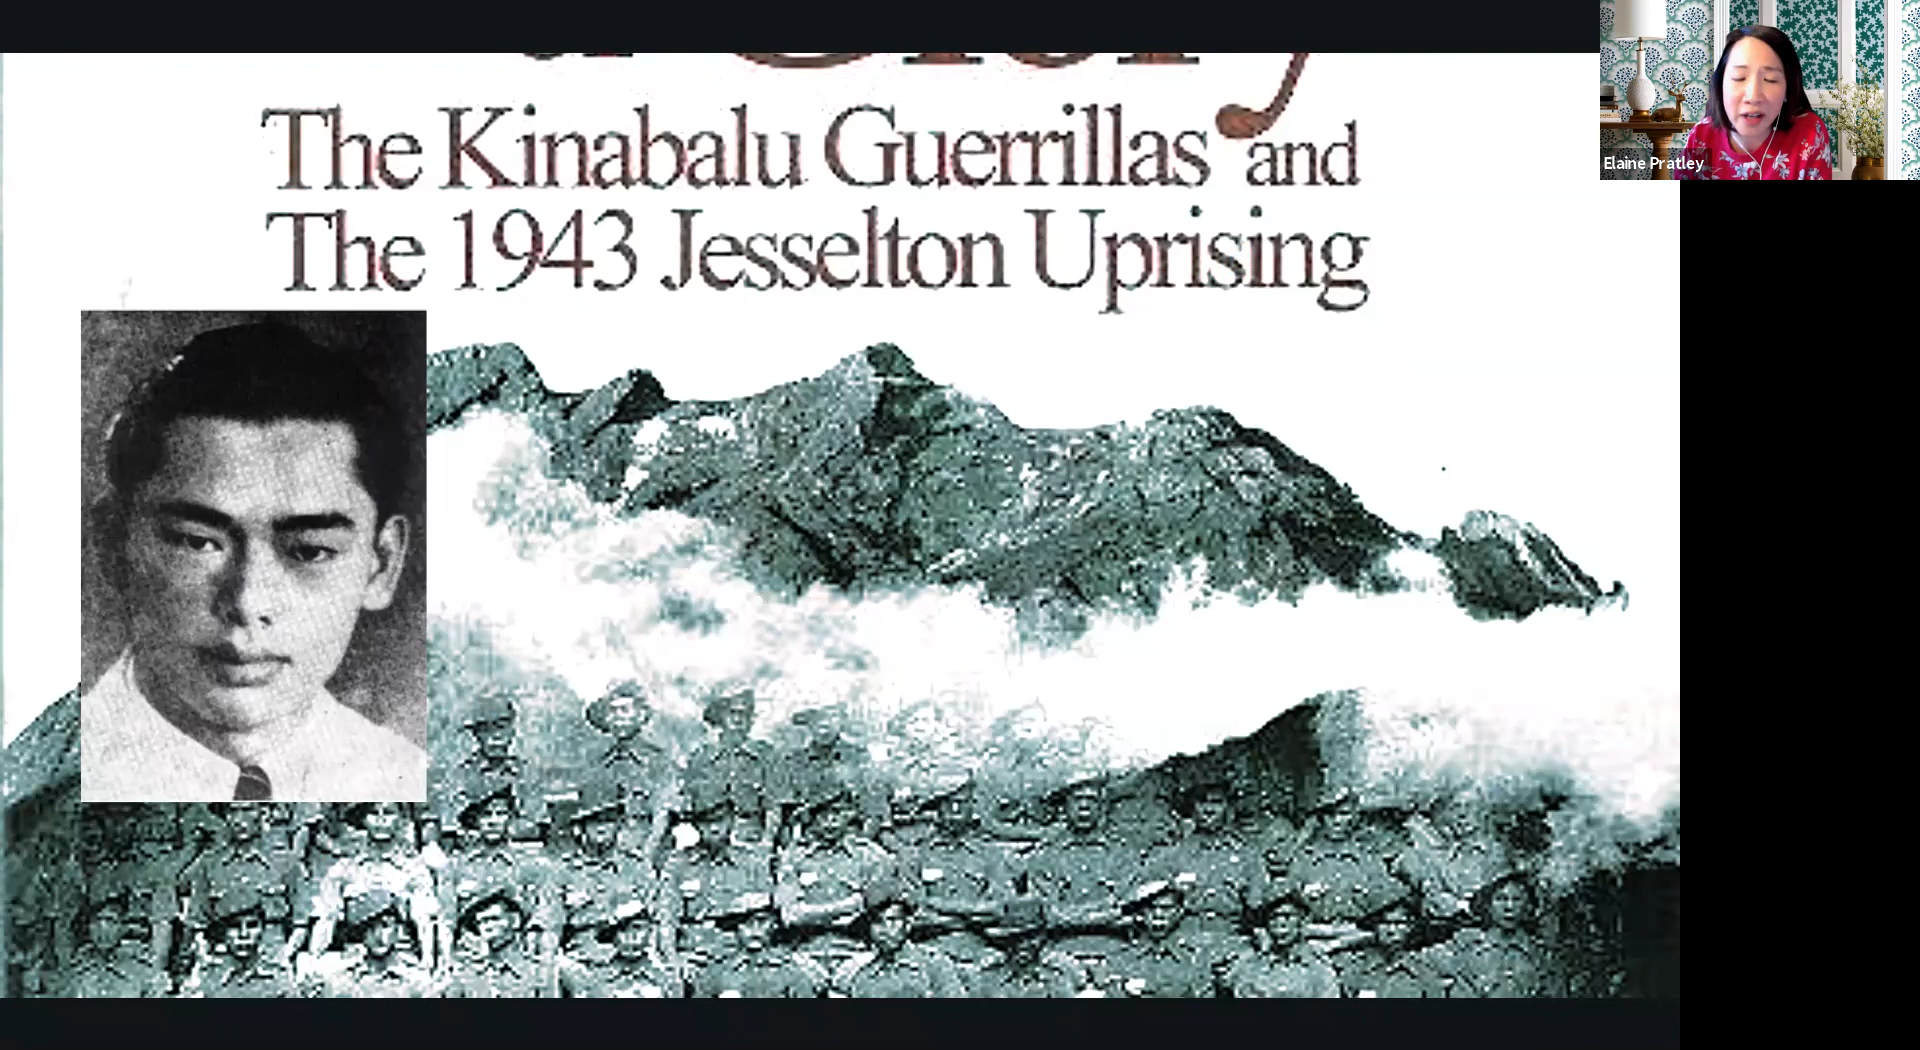 The Kinabalu Guerrillas and
The 1943 Jesselton Uprising
Elaine Pratley